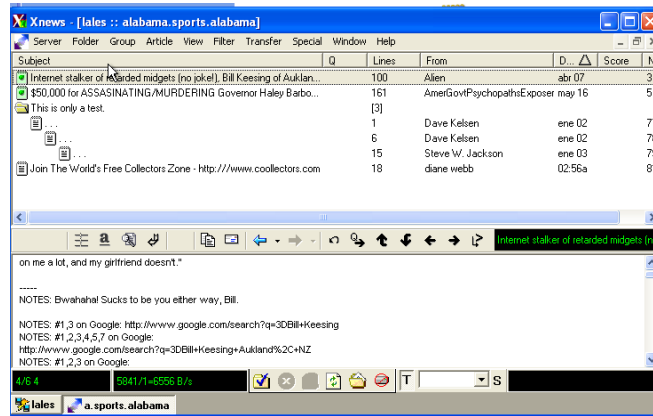 Xnews - [lales :: alabama.sports.alabama]
Server Folder Group Article View Filter Transfer Special Window Help
Subject Q Lines From D... Score
Internet stalker of retarded midgets (no joke!), Bill Keesing of Auklan... 100 Alien abr 07 3
$50,000 for ASSASINATING/MURDERING Governor Haley Barbo... 161 AmerGovtPsychopathsExposer may 16 5
This is only a test. [3]
... 1 Dave Kelsen ene 02 7
... 6 Dave Kelsen ene 02
... 15 Steve W. Jackson ene 03
Join The World's Free Collectors Zone - http:///www.coollectors.com 18 diane webb 02:56a 8
a
Internet stalker of retarded midgets (n
on me a lot, and my girlfriend doesn't."
-----
NOTES: Bwahaha! Sucks to be you either way, Bill.
NOTES: #1,3 on Google: http://www.google.com/search?q=3DBill+Keesing
NOTES: #1,2,3,4,5,7 on Google:
http://www.google.com/search?q=3DBill+Keesing+Aukland%2C+NZ
NOTES: #1,2,3 on Google:
4/6 4 5841/1=6556 B/s T S
lales a.sports.alabama